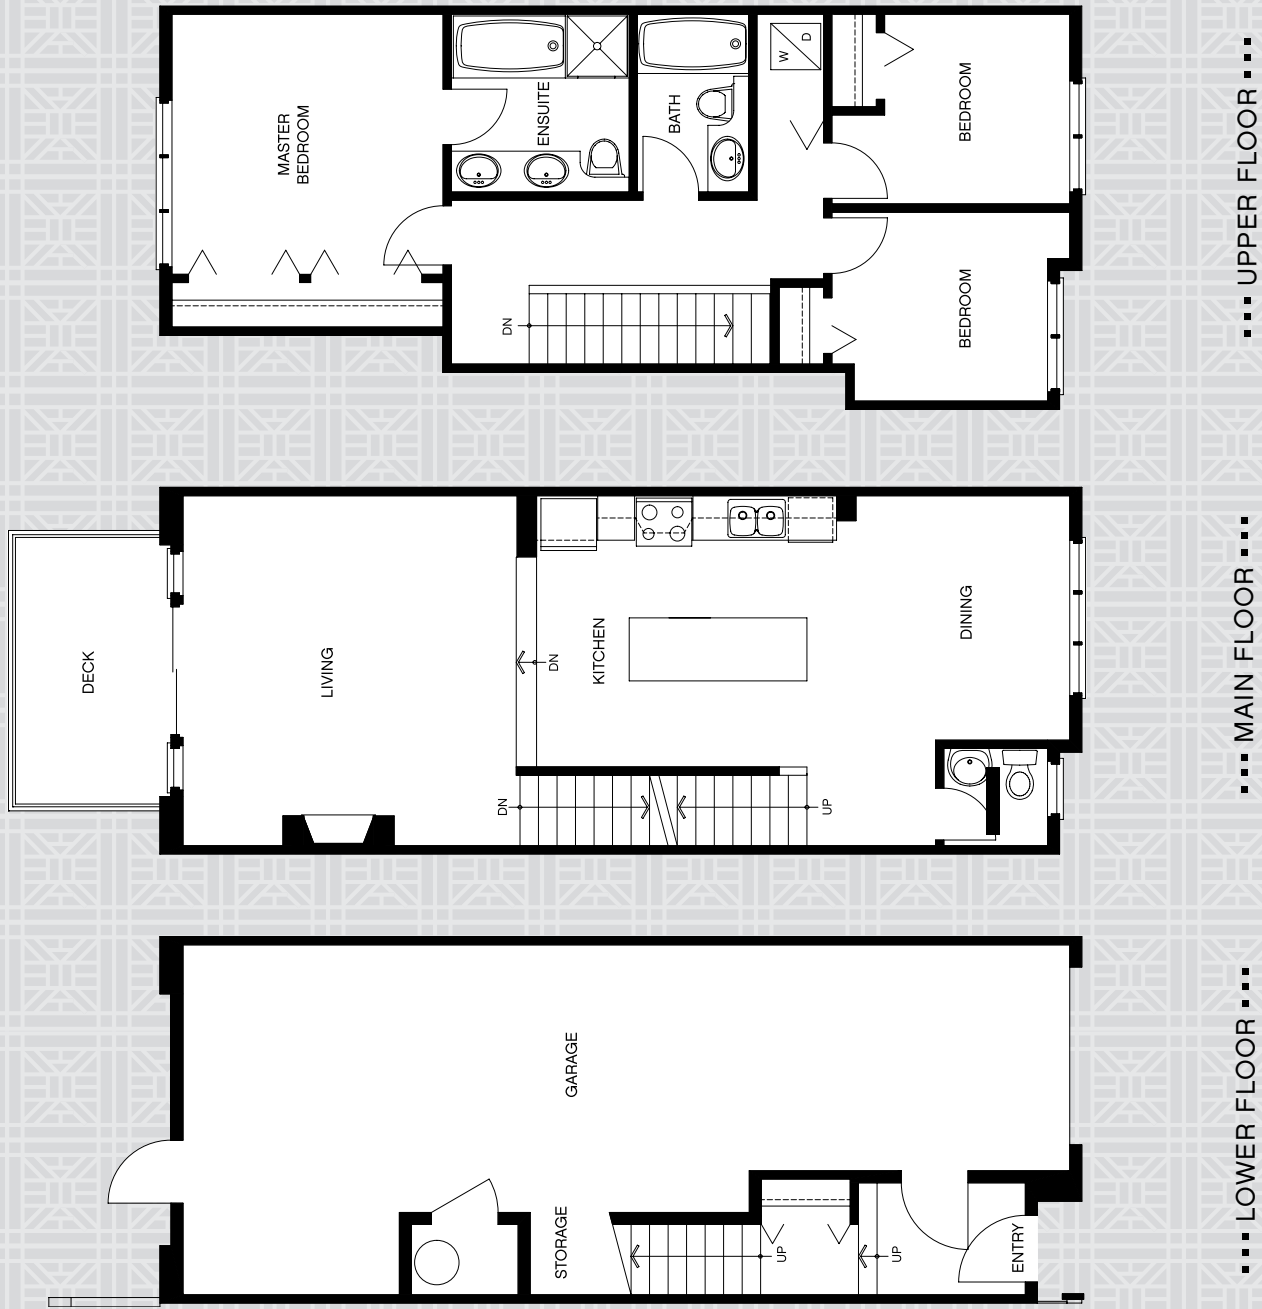 UPPER FLOOR
MASTER
BEDROOM
ENSUITE
BATH
W
D
BEDROOM
BEDROOM
DN
MAIN FLOOR
DECK
LIVING
DN
KITCHEN
DINING
DN
UP
LOWER FLOOR
GARAGE
STORAGE
UP
UP
ENTRY